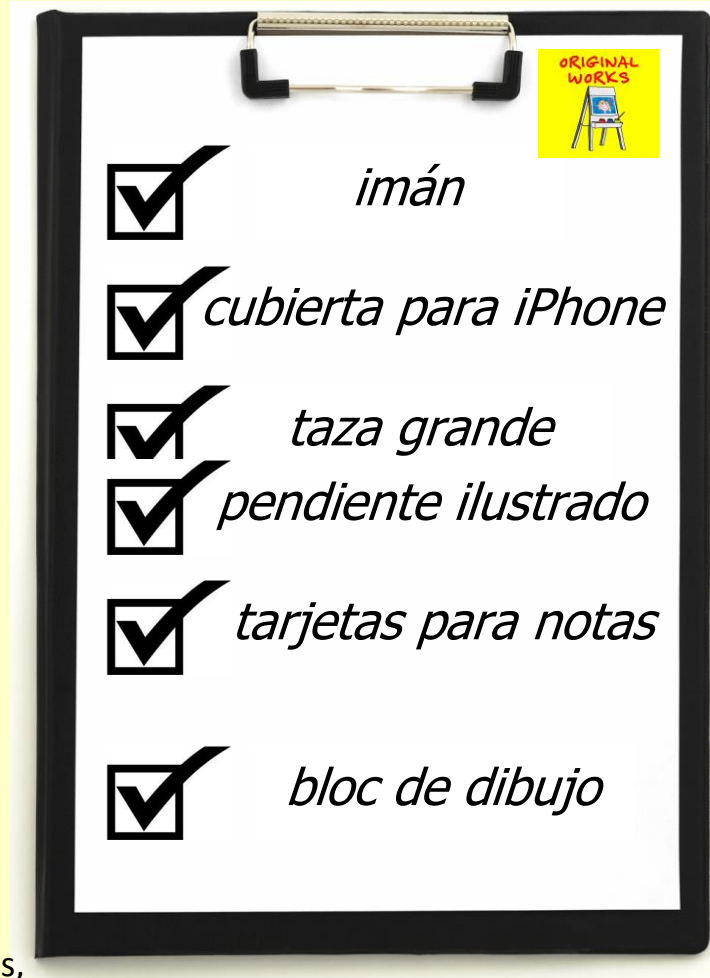 ORIGINAL
WORKS
imán
cubierta para iPhone
taza grande
pendiente ilustrado
tarjetas para notas
bloc de dibujo
s,